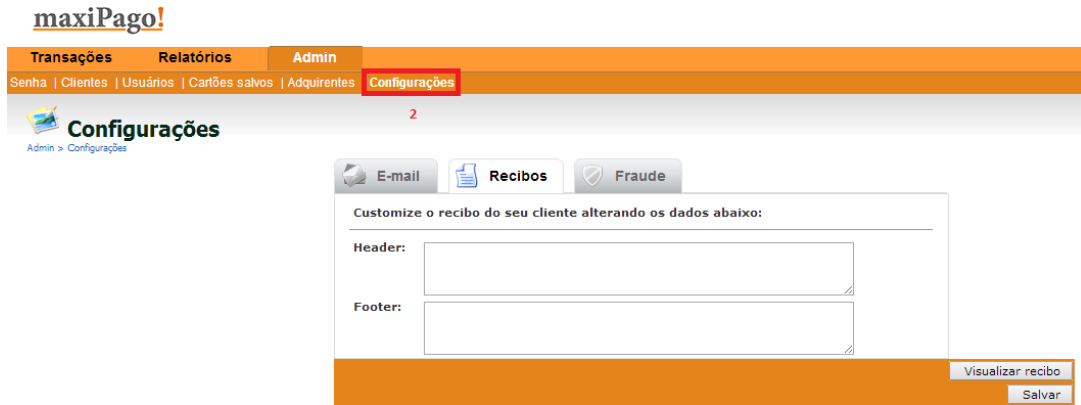 maxiPago!
Transações Relatórios Admin
Senha | Clientes | Usuários | Cartões salvos | Adquirentes Configurações
2
Configurações
Admin > Configurações
E-mail Recibos Fraude
Customize o recibo do seu cliente alterando os dados abaixo:
Header:
Footer:
Visualizar recibo
Salvar